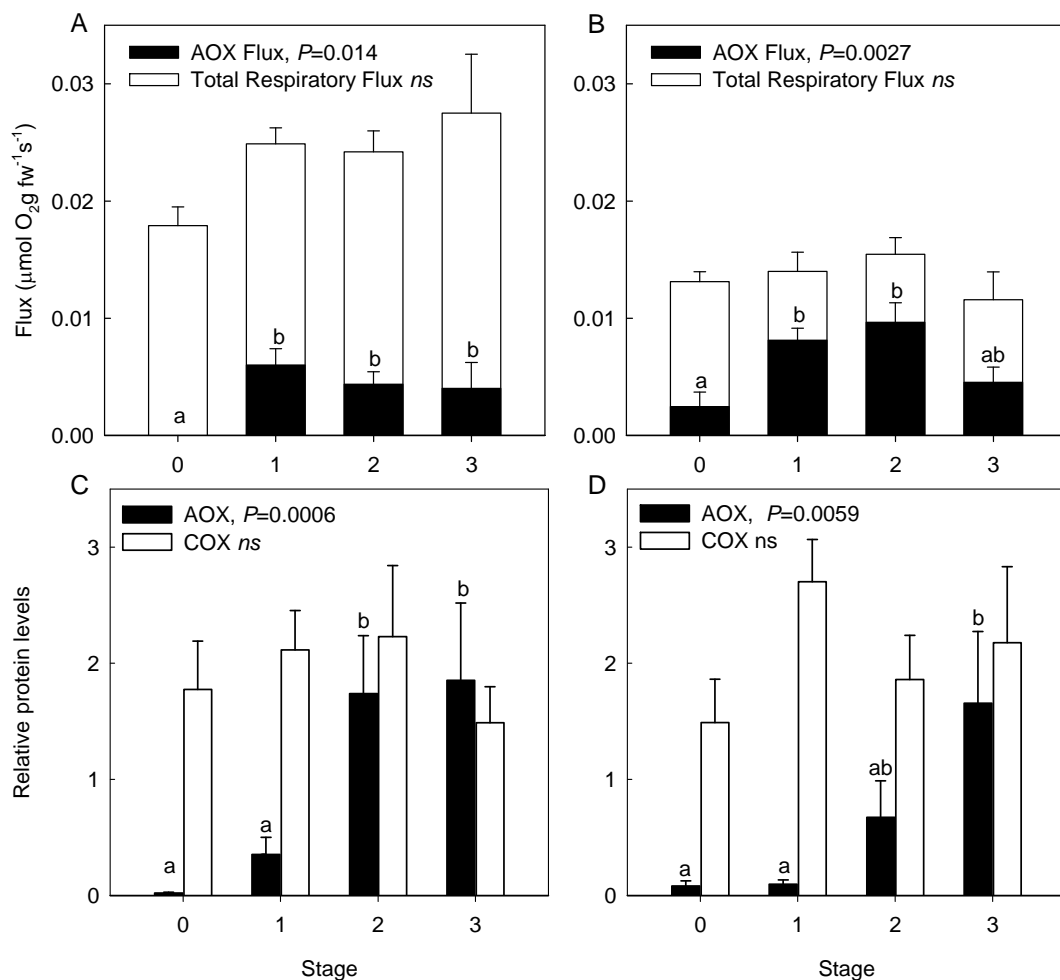 A
AOX Flux, P=0.014
Total Respiratory Flux ns
0.03
0.02
0.01
0.00
Flux (μmol O₂g fw⁻¹s⁻¹)
a
b
b
b
0
1
2
3
B
AOX Flux, P=0.0027
Total Respiratory Flux ns
0.03
0.02
0.01
0.00
a
b
b
ab
0
1
2
3
C
AOX, P=0.0006
COX ns
3
2
1
0
Relative protein levels
a
a
b
b
0
1
2
3
Stage
D
AOX, P=0.0059
COX ns
3
2
1
0
a
a
ab
b
0
1
2
3
Stage